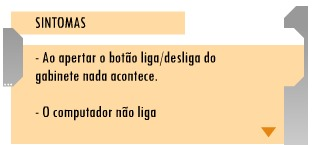 SINTOMAS
- Ao apertar o botão liga/desliga do
gabinete nada acontece.
- O computador não liga